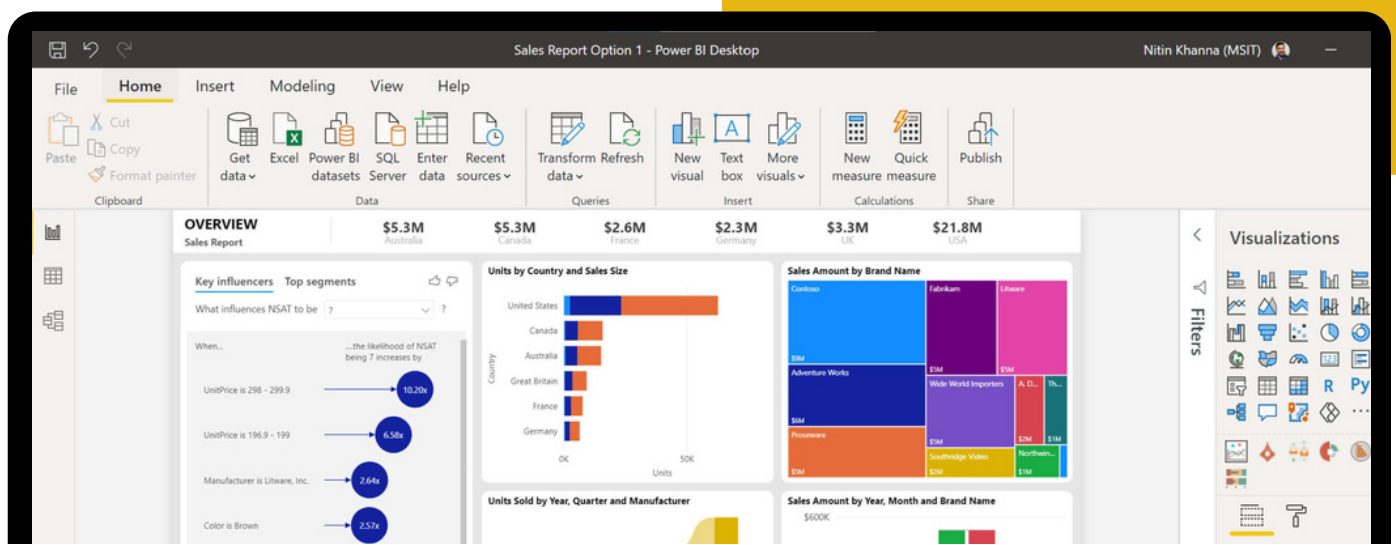 Sales Report Option 1 - Power BI Desktop
Nitin Khanna (MSIT)
File Home Insert Modeling View Help
Paste
Cut
Copy
Format painter
Clipboard
Get data
Excel
Power BI datasets
SQL Server
Enter data
Recent sources
Data
Transform data
Refresh
Queries
New visual
Text box
More visuals
Insert
New measure
Quick measure
Calculations
Publish
Share
OVERVIEW
Sales Report
$5.3M
Australia
$5.3M
Canada
$2.6M
France
$2.3M
Germany
$3.3M
UK
$21.8M
USA
Key influencers Top segments
What influences NSAT to be 7 ?
When...
...the likelihood of NSAT
being 7 increases by
UnitPrice is 298 - 299.9
10.20x
UnitPrice is 196.9 - 199
6.58x
Manufacturer is Litware, Inc.
2.64x
Color is Brown
2.57x
Units by Country and Sales Size
Country
United States
Canada
Australia
Great Britain
France
Germany
0K 50K
Units
Sales Amount by Brand Name
Contoso
$9M
Fabrikam
$5M
Litware
$5M
Adventure Works
$6M
Wide World Importers
$5M
A. D...
$2M
Th...
$1M
Proseware
$5M
Southridge Video
$2M
Northwin...
$1M
Units Sold by Year, Quarter and Manufacturer
Sales Amount by Year, Month and Brand Name
$600K
Filters
Visualizations
123
R
Py